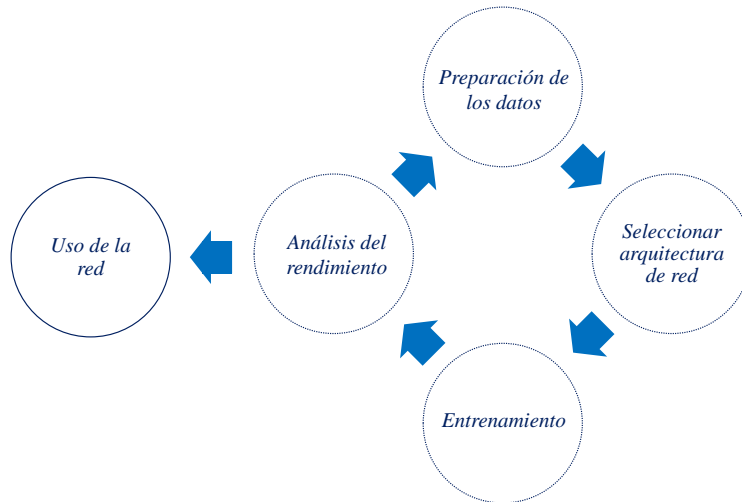 Preparación de
los datos
Seleccionar
arquitectura
de red
Entrenamiento
Análisis del
rendimiento
Uso de la
red